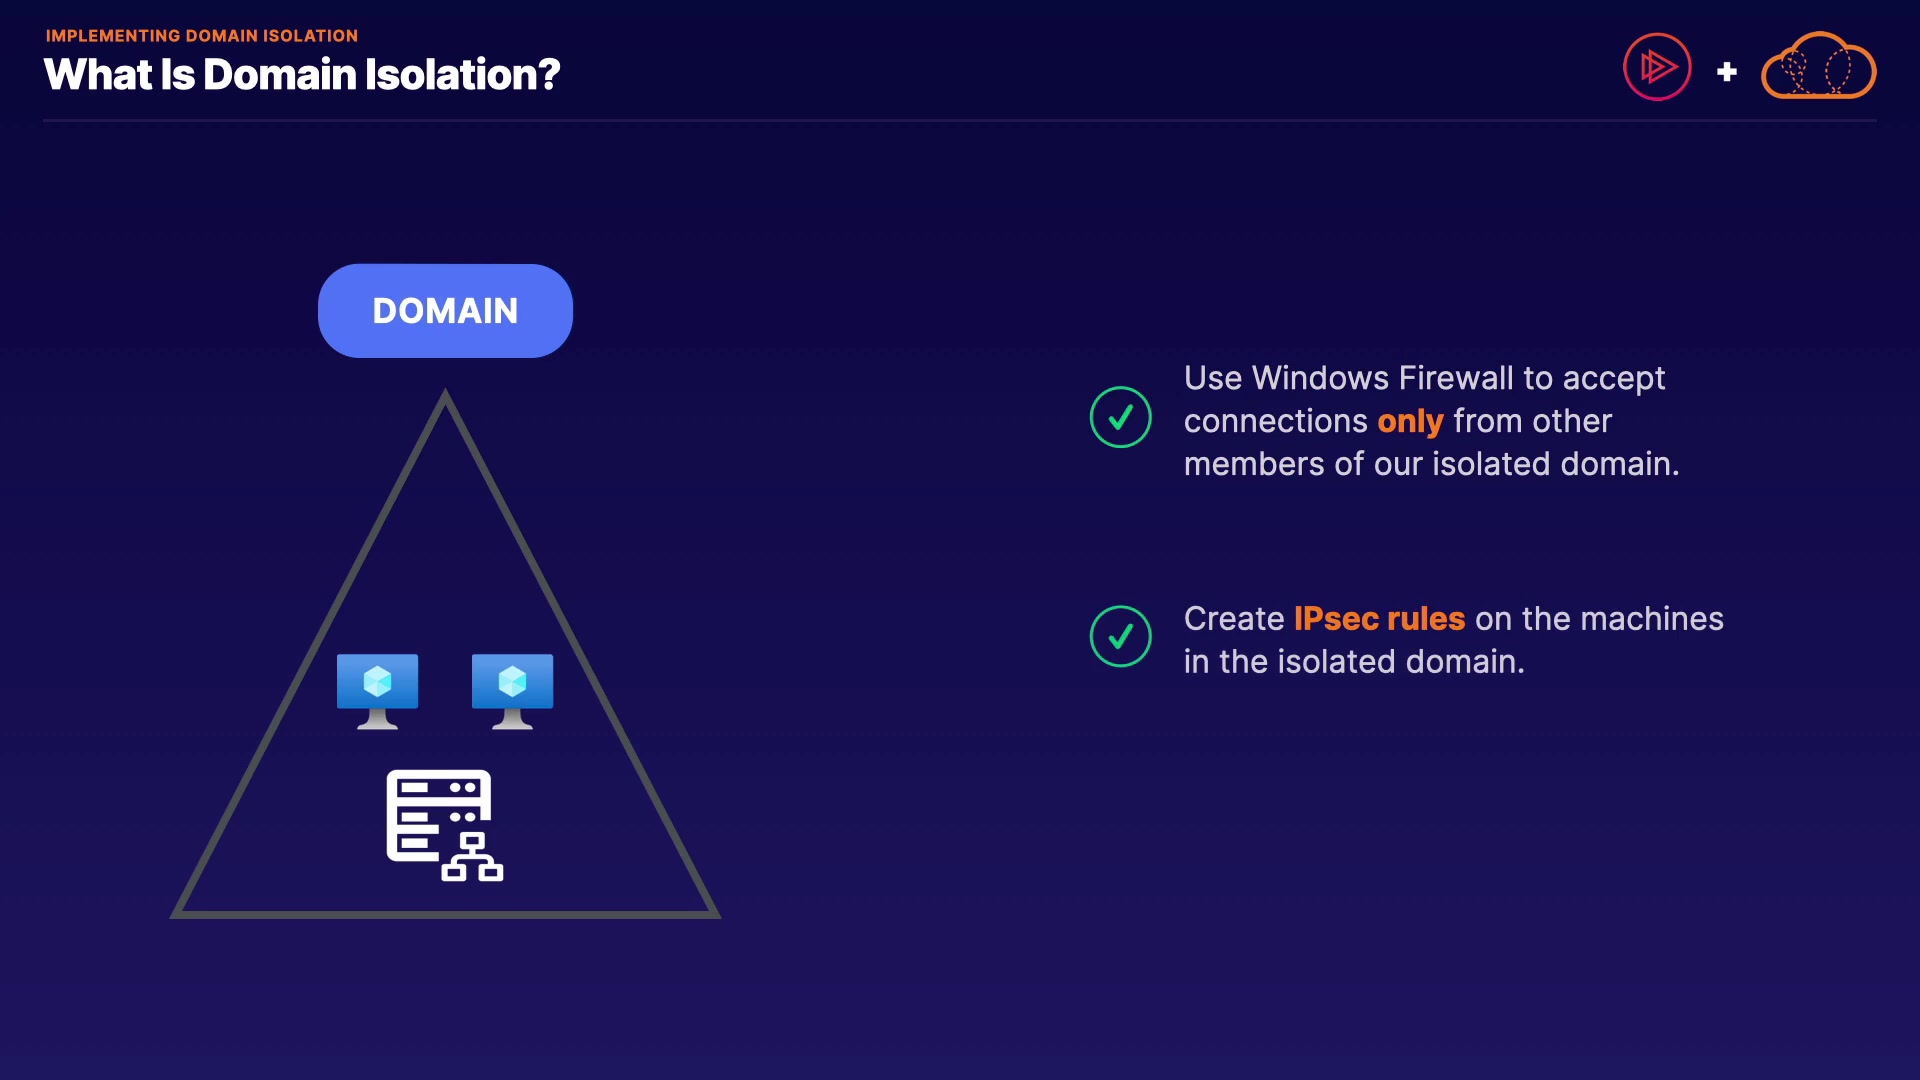 IMPLEMENTING DOMAIN ISOLATION
What Is Domain Isolation?
DOMAIN
Use Windows Firewall to accept
connections only from other
members of our isolated domain.
Create IPsec rules on the machines
in the isolated domain.